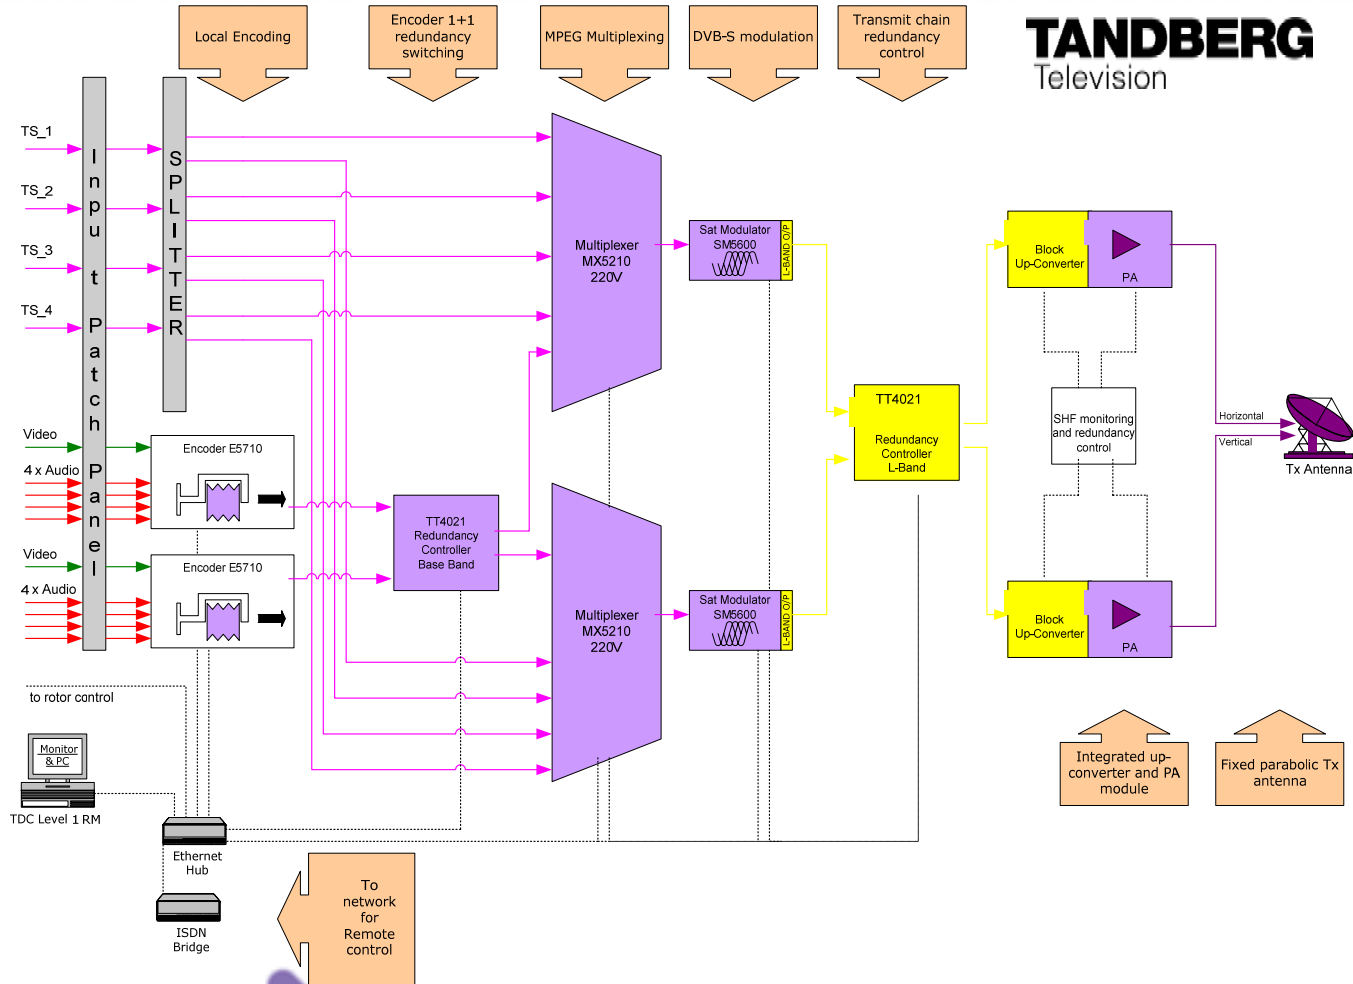 Local Encoding
Encoder 1+1
redundancy
switching
MPEG Multiplexing
DVB-S modulation
Transmit chain
redundancy
control
TANDBERG
Television
TS_1
TS_2
TS_3
TS_4
Inpu t Patch Panel
SPLITTER
Video
4 x Audio
Video
4 x Audio
Encoder E5710
Encoder E5710
TT4021
Redundancy
Controller
Base Band
Multiplexer
MX5210
220V
Multiplexer
MX5210
220V
Sat Modulator
SM5600
L-BAND O/P
Sat Modulator
SM5600
L-BAND O/P
TT4021
Redundancy
Controller
L-Band
Block
Up-Converter
PA
SHF monitoring
and redundancy
control
Block
Up-Converter
PA
Horizontal
Vertical
Tx Antenna
to rotor control
Monitor
& PC
TDC Level 1 RM
Ethernet
Hub
ISDN
Bridge
To
network
for
Remote
control
Integrated up-
converter and PA
module
Fixed parabolic Tx
antenna